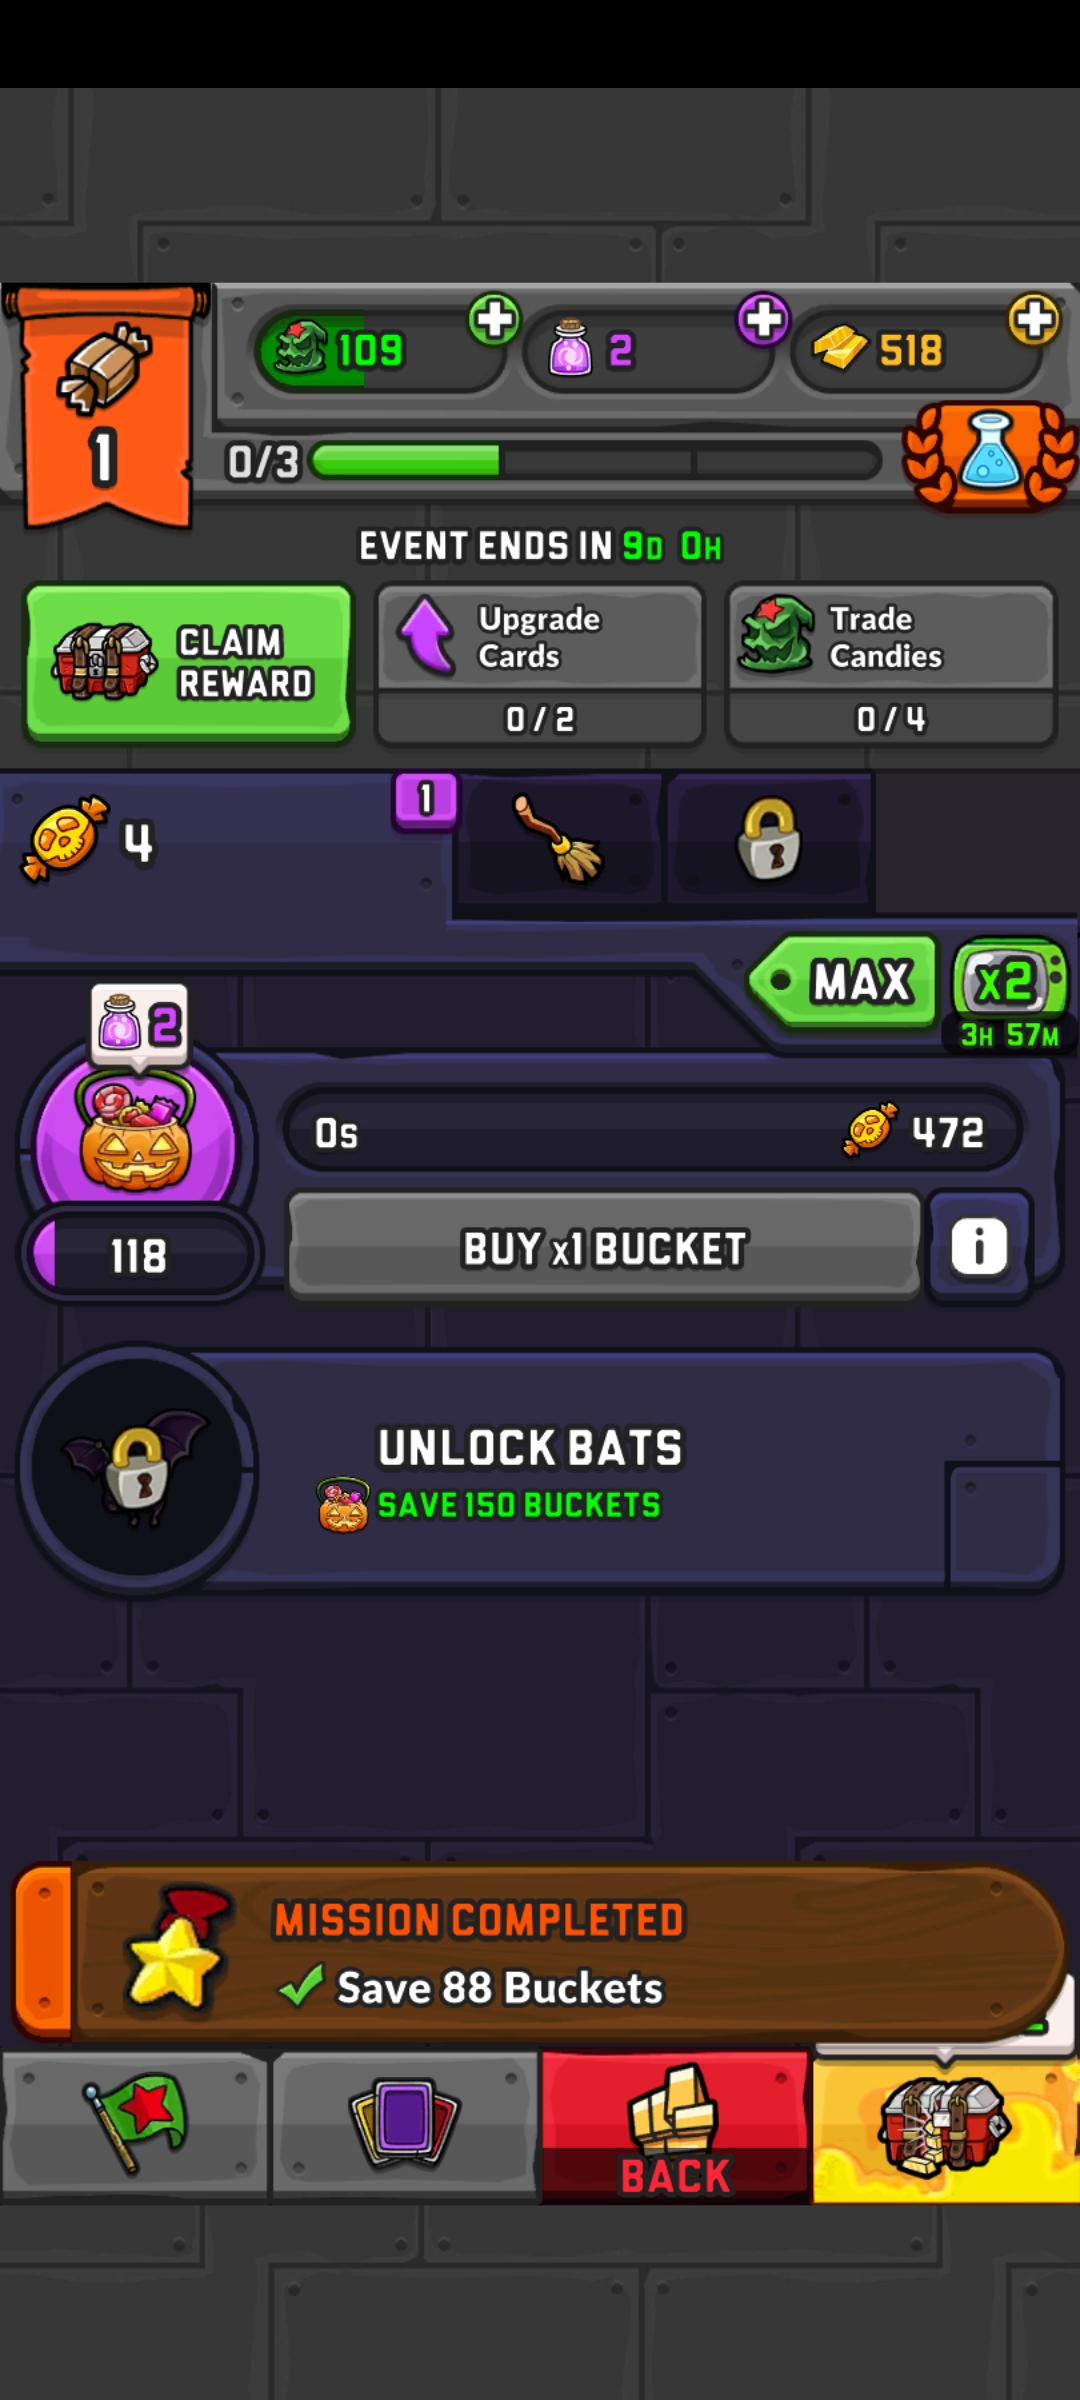 109
2
518
1
0/3
EVENT ENDS IN 9D 0H
CLAIM
REWARD
Upgrade
Cards
0 / 2
Trade
Candies
0 / 4
4
1
MAX
x2
3H 57M
2
0s
472
118
BUY x1 BUCKET
i
UNLOCK BATS
SAVE 150 BUCKETS
MISSION COMPLETED
Save 88 Buckets
BACK